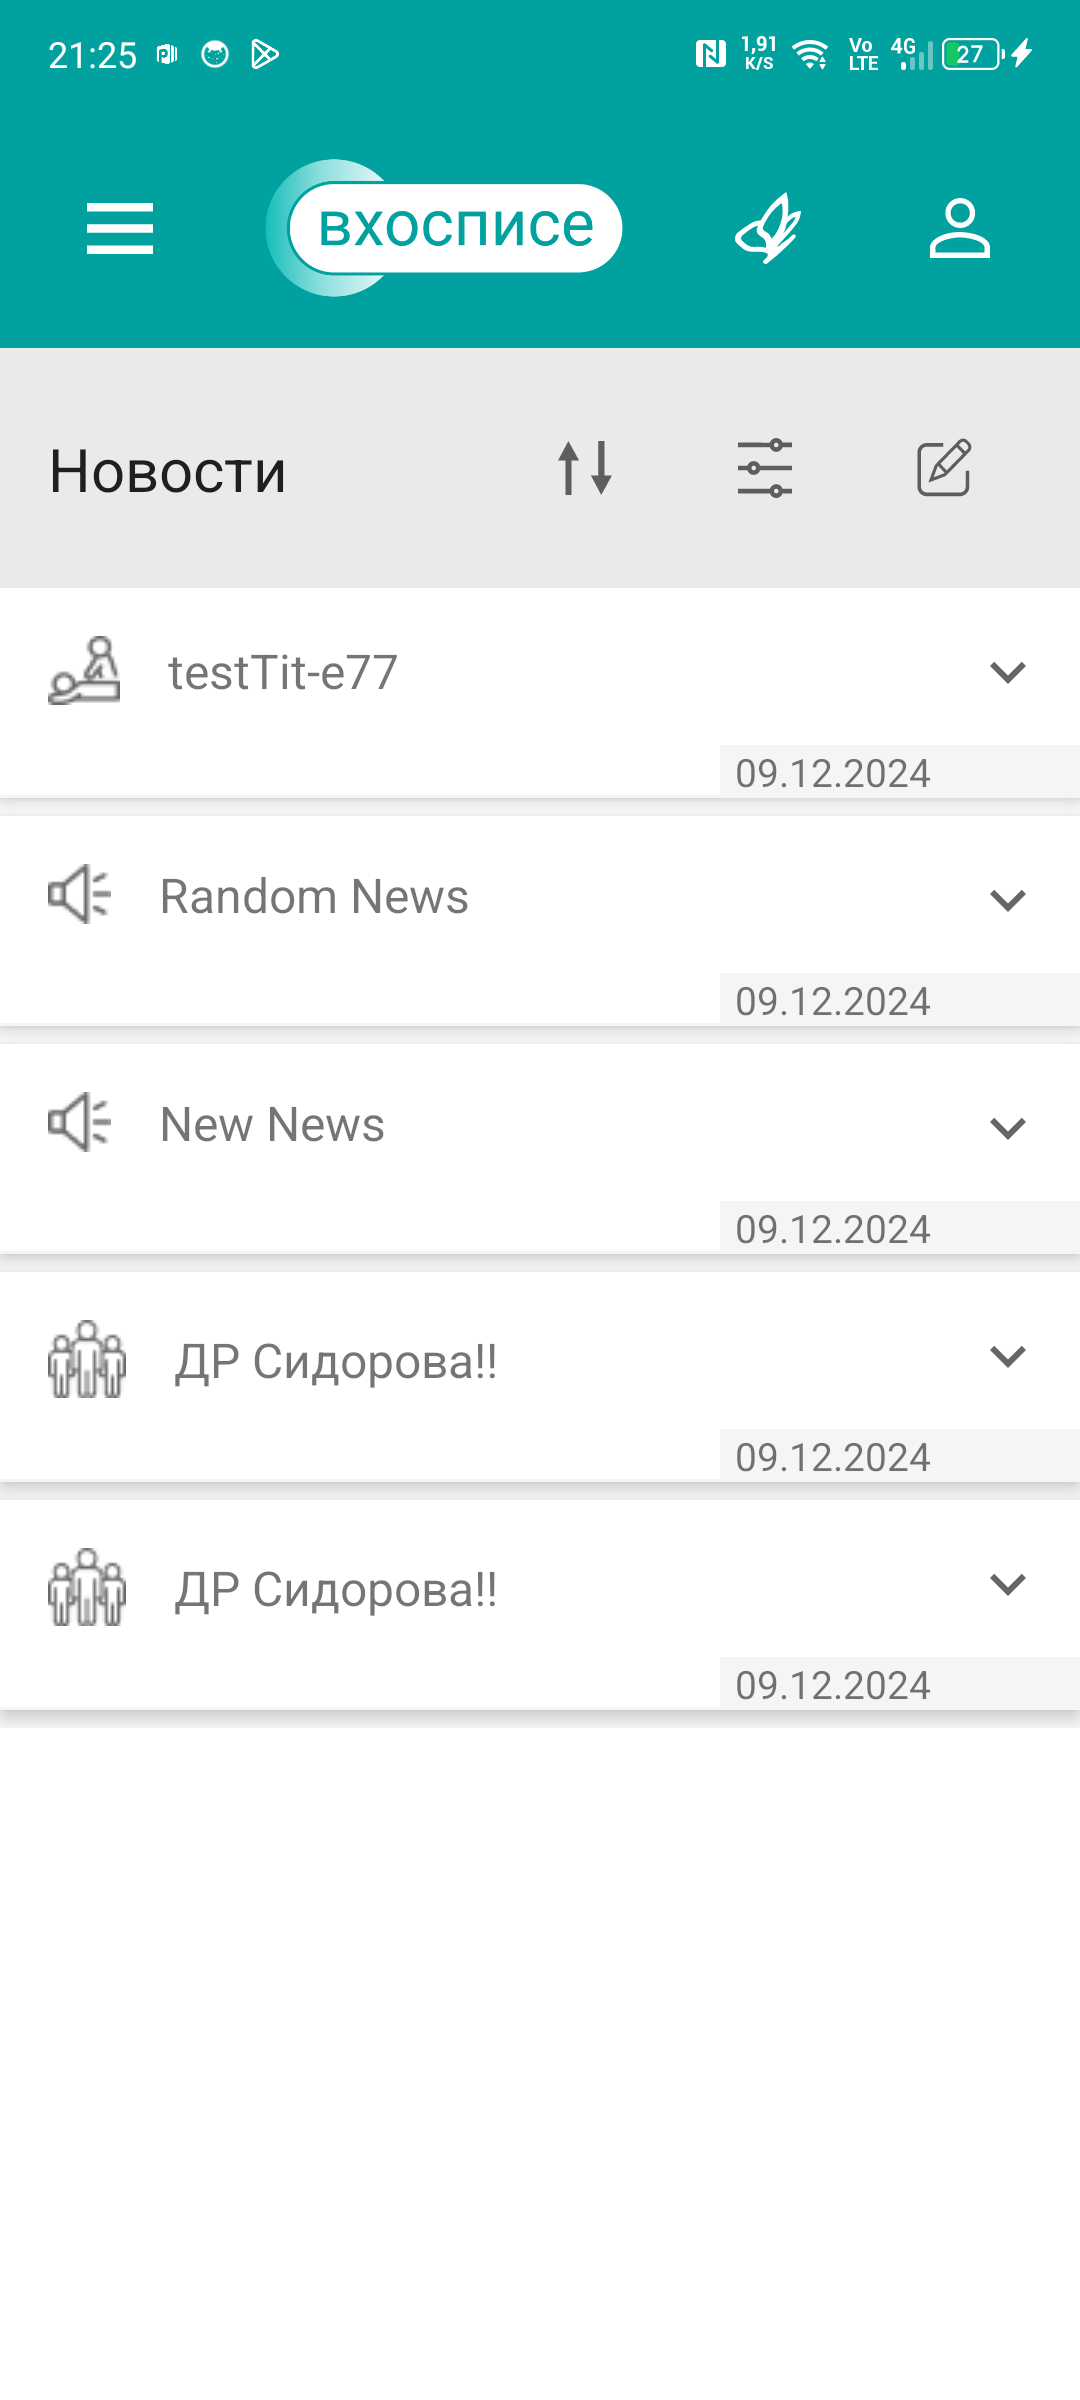 21:25
1,91 K/S
Vo LTE
4G
27
вхосписе
Новости
testTit-e77
09.12.2024
Random News
09.12.2024
New News
09.12.2024
ДР Сидорова!!
09.12.2024
ДР Сидорова!!
09.12.2024